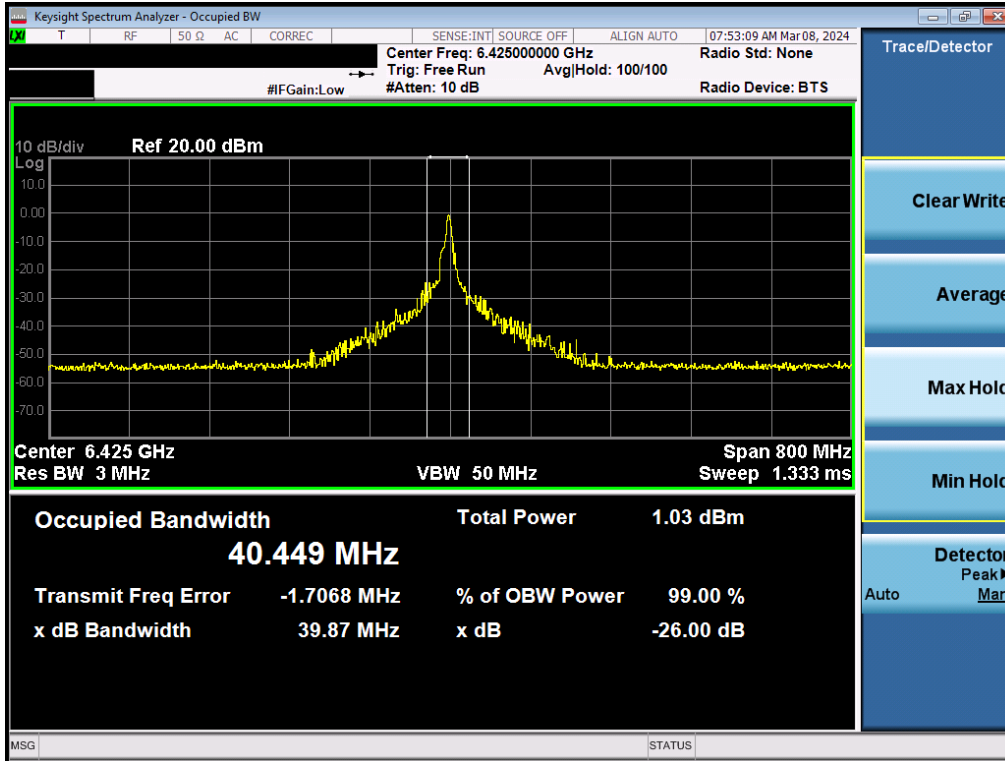 Keysight Spectrum Analyzer - Occupied BW
LXI T RF 50 Ω AC CORREC SENSE:INT SOURCE OFF ALIGN AUTO 07:53:09 AM Mar 08, 2024
Center Freq: 6.425000000 GHz Radio Std: None
Trig: Free Run Avg|Hold: 100/100
#IFGain:Low #Atten: 10 dB Radio Device: BTS
Trace/Detector
10 dB/div Ref 20.00 dBm
Log
10.0
0.00
-10.0
-20.0
-30.0
-40.0
-50.0
-60.0
-70.0
Center 6.425 GHz Span 800 MHz
Res BW 3 MHz VBW 50 MHz Sweep 1.333 ms
Occupied Bandwidth Total Power 1.03 dBm
40.449 MHz
Transmit Freq Error -1.7068 MHz % of OBW Power 99.00 %
x dB Bandwidth 39.87 MHz x dB -26.00 dB
Clear Write
Average
Max Hold
Min Hold
Detector
Peak
Auto Man
MSG STATUS